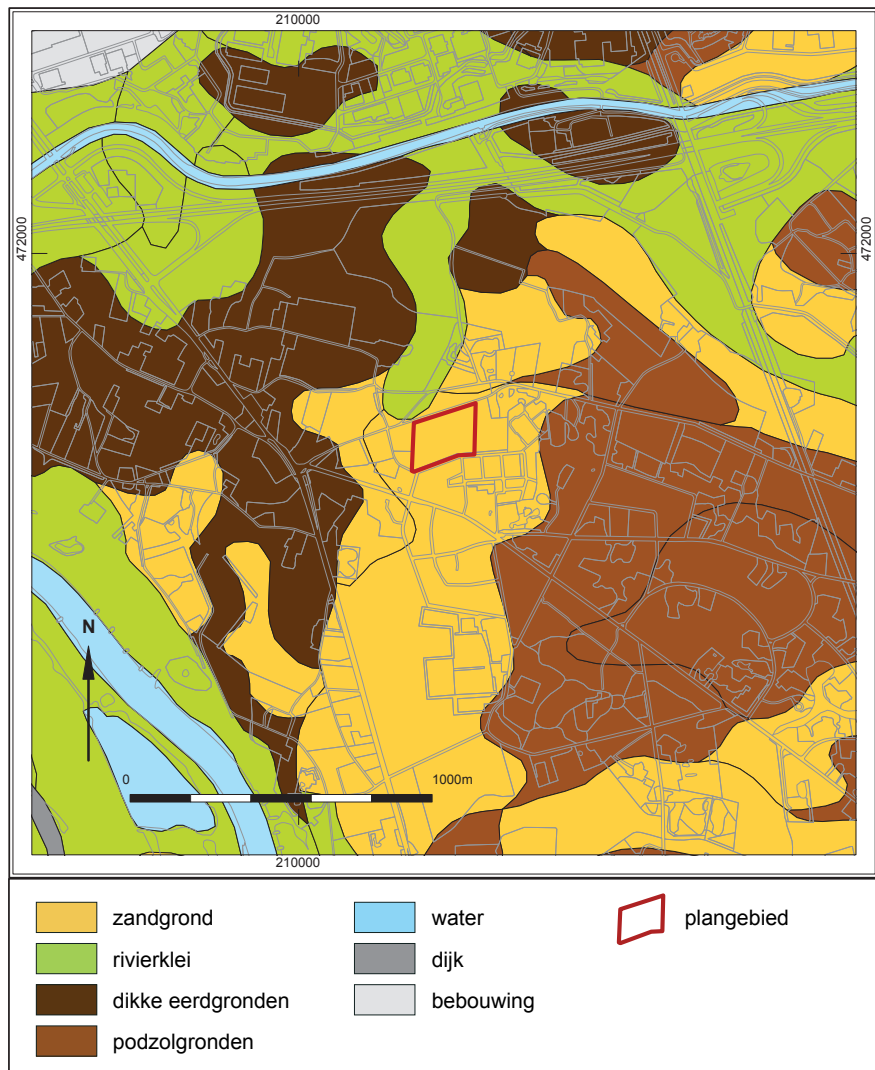 210000
472000
472000
N
0
1000m
210000
zandgrond
rivierklei
dikke eerdgronden
podzolgronden
water
dijk
bebouwing
plangebied